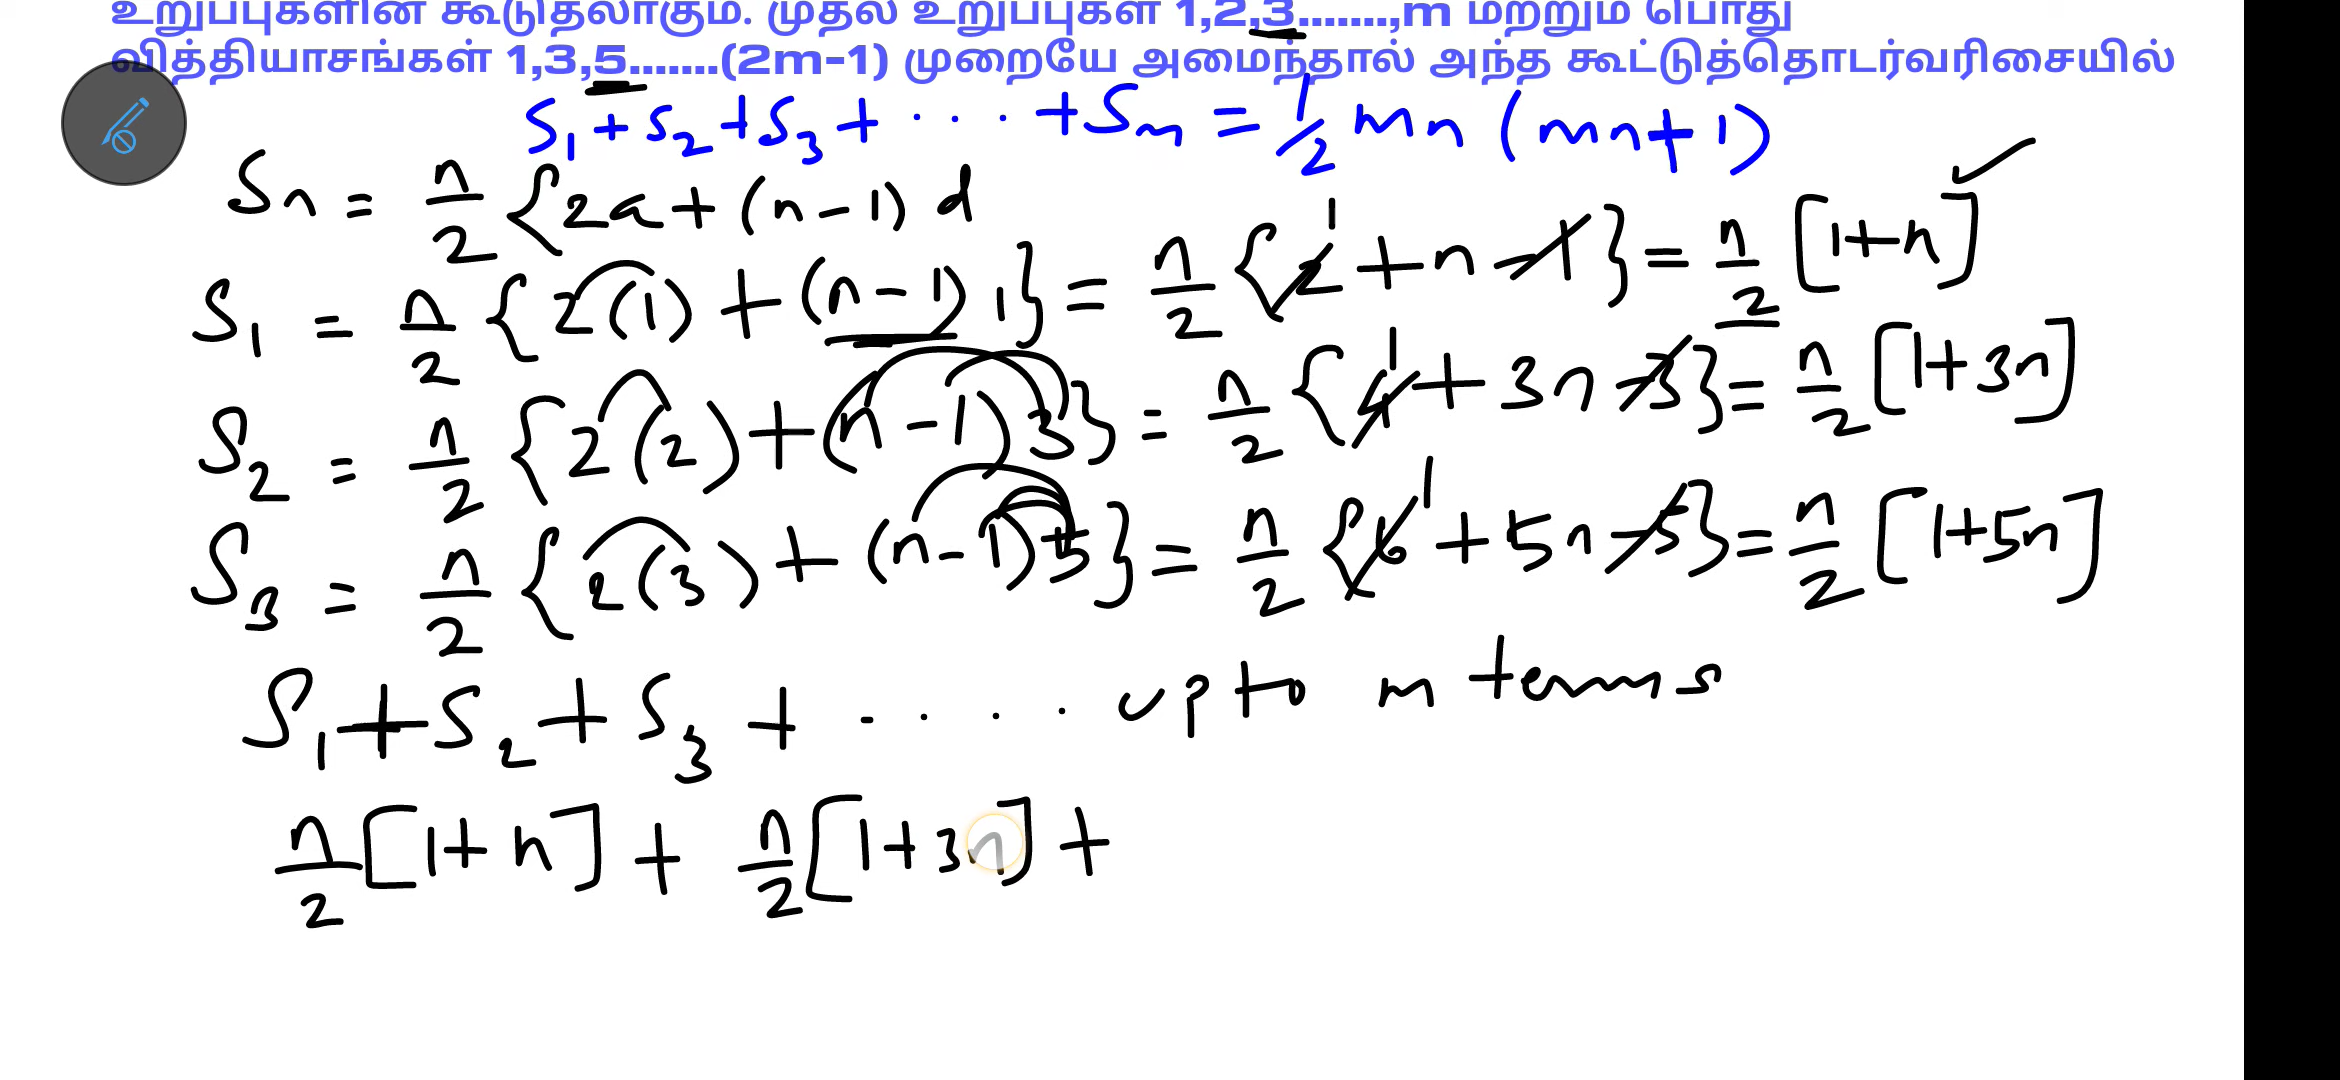 உறுப்புகளின் கூடுதலாகும். முதல் உறுப்புகள் 1,2,3.......,m மற்றும் பொது
வித்தியாசங்கள் 1,3,5.......(2m-1) முறையே அமைந்தால் அந்த கூட்டுத்தொடர்வரிசையில்
S₁+S₂+S₃+....+Sₘ = 1/2 mn (mn+1)
Sn = n/2 {2a+(n-1) d
S₁ = n/2 {2(1)+(n-1)1} = n/2 {2+n-1} = n/2 [1+n]
S₂ = n/2 {2(2)+(n-1)3} = n/2 {4+3n-3} = n/2 [1+3n]
S₃ = n/2 {2(3)+(n-1)5} = n/2 {6+5n-5} = n/2 [1+5n]
S₁+S₂+S₃+ .... upto m terms
n/2 [1+n] + n/2 [1+3n] +